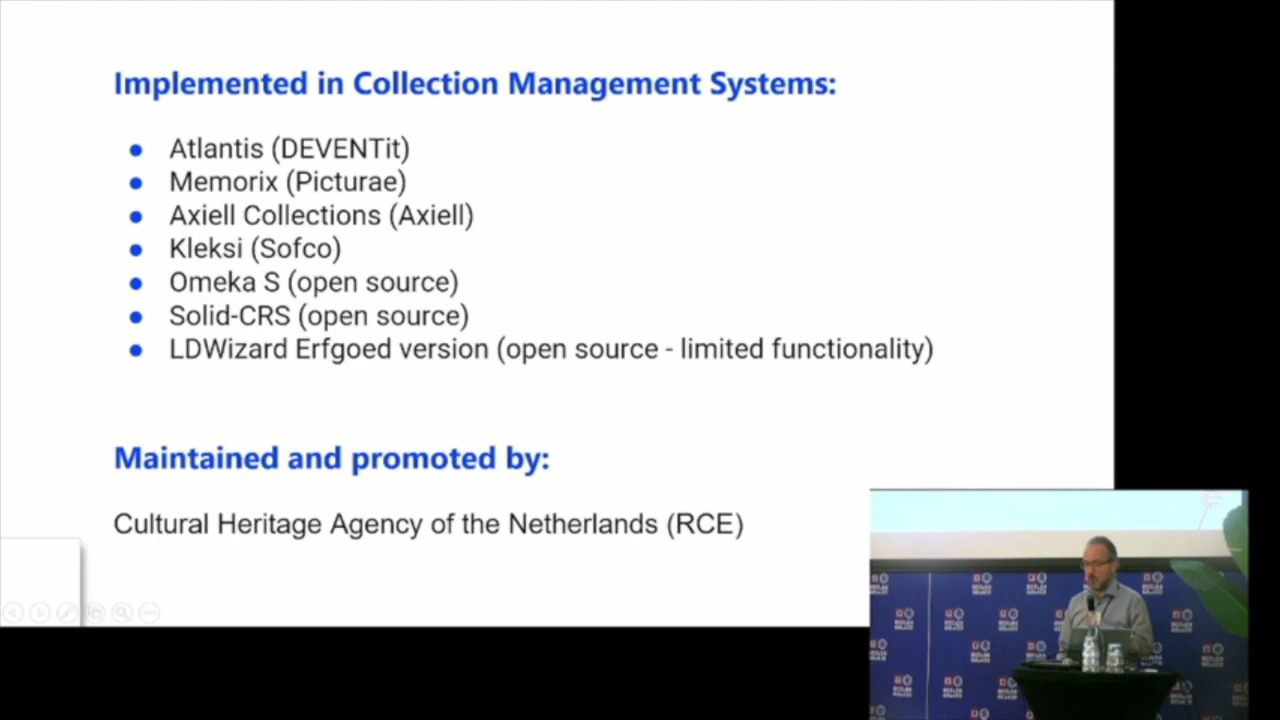 Implemented in Collection Management Systems:
Atlantis (DEVENTit)
Memorix (Picturae)
Axiell Collections (Axiell)
Kleksi (Sofco)
Omeka S (open source)
Solid-CRS (open source)
LDWizard Erfgoed version (open source - limited functionality)
Maintained and promoted by:
Cultural Heritage Agency of the Netherlands (RCE)